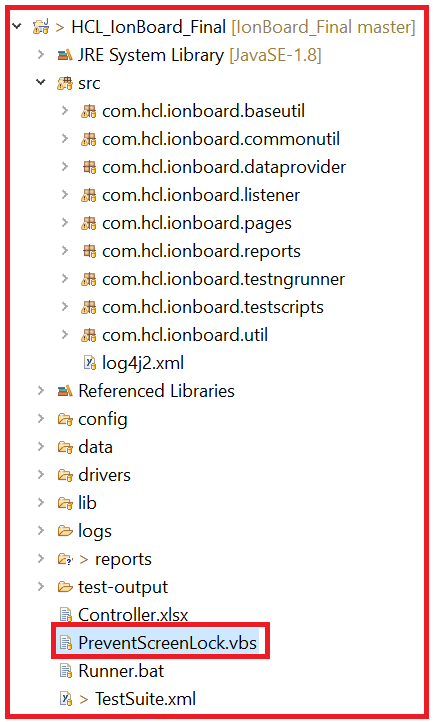 > HCL_IonBoard_Final [IonBoard_Final master]
JRE System Library [JavaSE-1.8]
src
com.hcl.ionboard.baseutil
com.hcl.ionboard.commonutil
com.hcl.ionboard.dataprovider
com.hcl.ionboard.listener
com.hcl.ionboard.pages
com.hcl.ionboard.reports
com.hcl.ionboard.testngrunner
com.hcl.ionboard.testscripts
com.hcl.ionboard.util
log4j2.xml
Referenced Libraries
config
data
drivers
lib
logs
> reports
test-output
Controller.xlsx
PreventScreenLock.vbs
Runner.bat
> TestSuite.xml